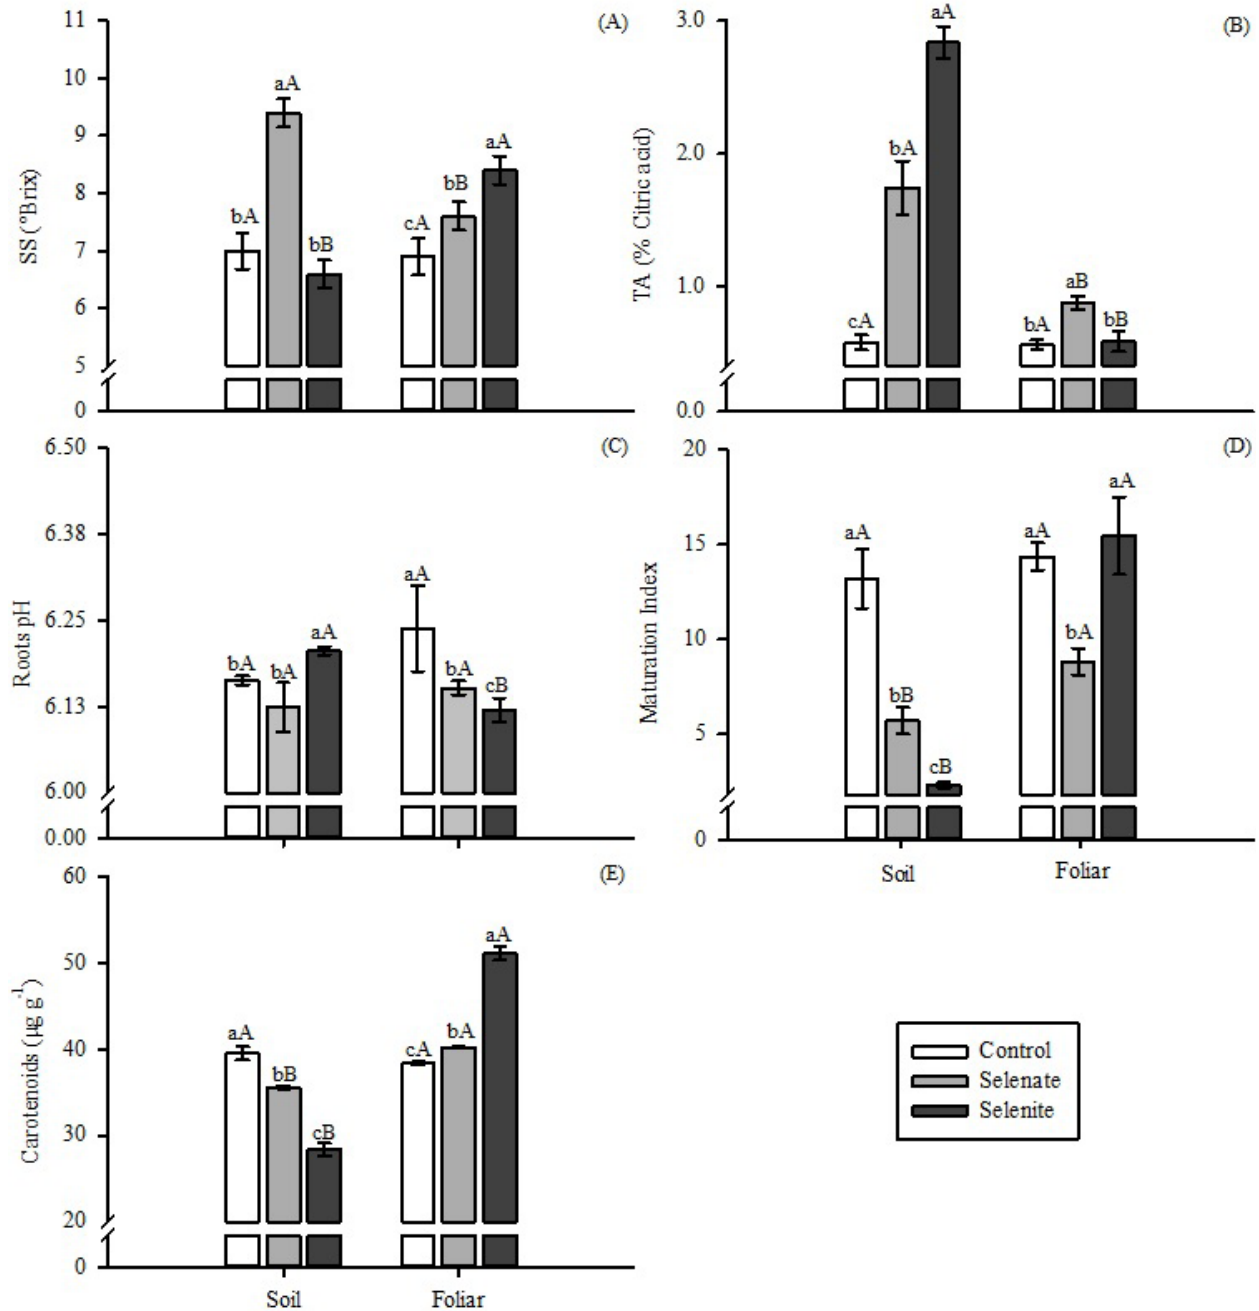 (A)
11
10
9
8
7
6
5
0
SS (°Brix)
bA
aA
bB
cA
bB
aA
(B)
3.0
2.0
1.0
0.0
TA (% Citric acid)
cA
bA
aA
bA
aB
bB
(C)
6.50
6.38
6.25
6.13
6.00
0.00
Roots pH
bA
bA
aA
aA
bA
cB
(D)
20
15
10
5
0
Maturation Index
aA
bB
cB
aA
bA
aA
Soil Foliar
(E)
60
50
40
30
20
0
Carotenoids (µg g⁻¹)
aA
bB
cB
cA
bA
aA
Soil Foliar
Control
Selenate
Selenite